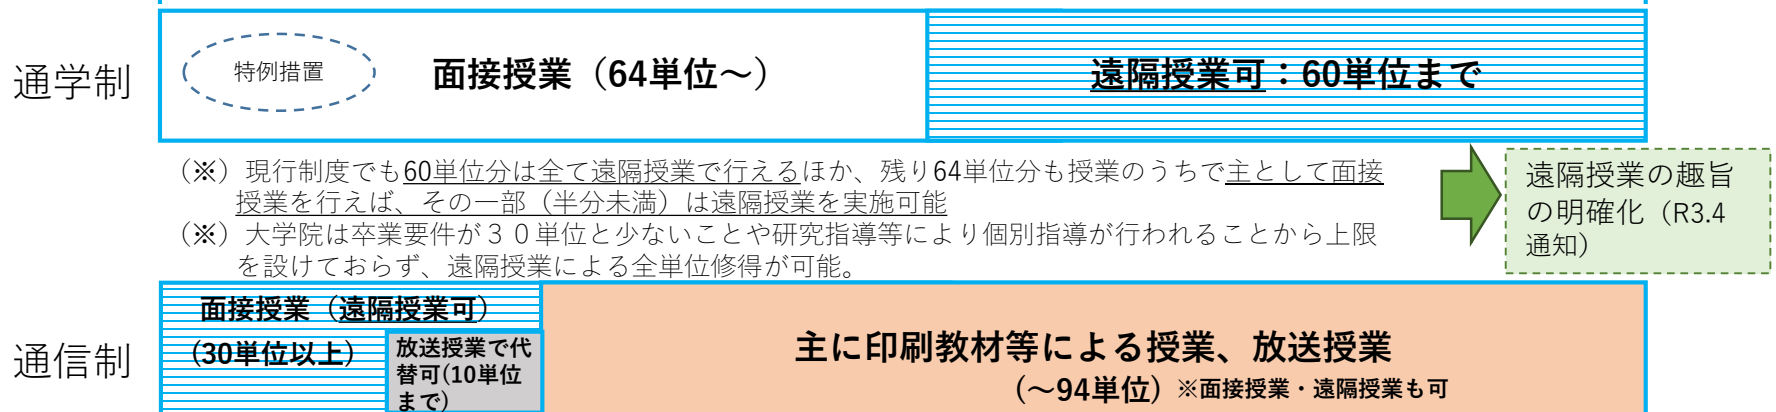 通学制
特例措置
面接授業（64単位～）
遠隔授業可：60単位まで
（※）現行制度でも60単位分は全て遠隔授業で行えるほか、残り64単位分も授業のうちで主として面接
授業を行えば、その一部（半分未満）は遠隔授業を実施可能
（※）大学院は卒業要件が３０単位と少ないことや研究指導等により個別指導が行われることから上限
を設けておらず、遠隔授業による全単位修得が可能。
遠隔授業の趣旨
の明確化（R3.4
通知）
通信制
面接授業（遠隔授業可）
(30単位以上)
放送授業で代
替可(10単位
まで)
主に印刷教材等による授業、放送授業
(～94単位) ※面接授業・遠隔授業も可